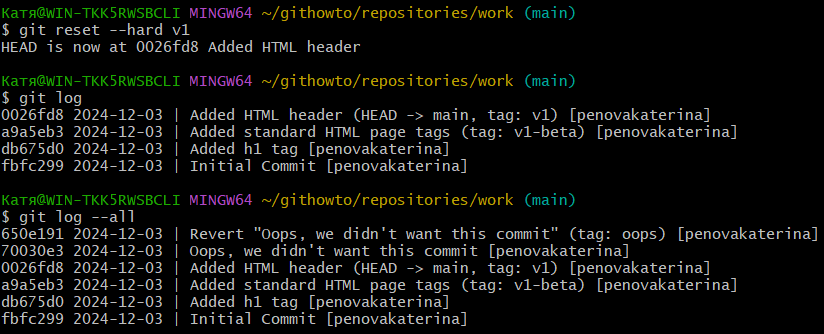 Катя@WIN-TKK5RWSBCLI MINGW64 ~/githowto/repositories/work (main)
$ git reset --hard v1
HEAD is now at 0026fd8 Added HTML header
Катя@WIN-TKK5RWSBCLI MINGW64 ~/githowto/repositories/work (main)
$ git log
0026fd8 2024-12-03 | Added HTML header (HEAD -> main, tag: v1) [penovakaterina]
a9a5eb3 2024-12-03 | Added standard HTML page tags (tag: v1-beta) [penovakaterina]
db675d0 2024-12-03 | Added h1 tag [penovakaterina]
fbfc299 2024-12-03 | Initial Commit [penovakaterina]
Катя@WIN-TKK5RWSBCLI MINGW64 ~/githowto/repositories/work (main)
$ git log --all
650e191 2024-12-03 | Revert "Oops, we didn't want this commit" (tag: oops) [penovakaterina]
70030e3 2024-12-03 | Oops, we didn't want this commit [penovakaterina]
0026fd8 2024-12-03 | Added HTML header (HEAD -> main, tag: v1) [penovakaterina]
a9a5eb3 2024-12-03 | Added standard HTML page tags (tag: v1-beta) [penovakaterina]
db675d0 2024-12-03 | Added h1 tag [penovakaterina]
fbfc299 2024-12-03 | Initial Commit [penovakaterina]